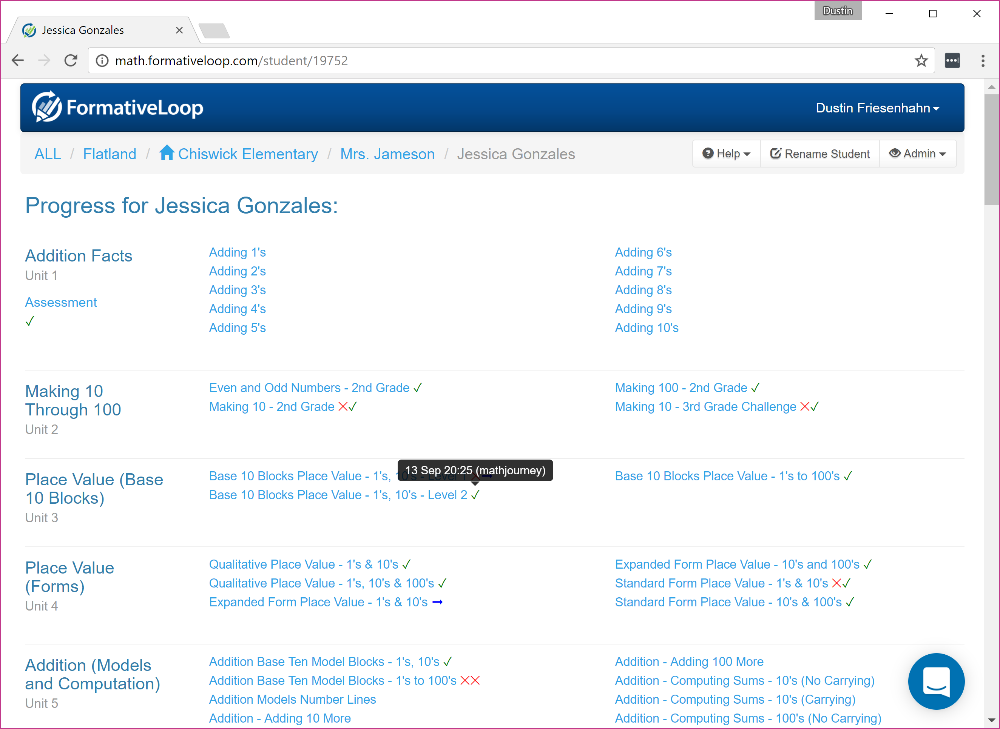 Dustin
Jessica Gonzales
math.formativeloop.com/student/19752
FormativeLoop
Dustin Friesenhahn
ALL / Flatland / Chiswick Elementary / Mrs. Jameson / Jessica Gonzales
Help
Rename Student
Admin
Progress for Jessica Gonzales:
Addition Facts
Unit 1
Assessment
✓
Adding 1's
Adding 2's
Adding 3's
Adding 4's
Adding 5's
Adding 6's
Adding 7's
Adding 8's
Adding 9's
Adding 10's
Making 10
Through 100
Unit 2
Even and Odd Numbers - 2nd Grade ✓
Making 10 - 2nd Grade ✕✓
Making 100 - 2nd Grade ✓
Making 10 - 3rd Grade Challenge ✕✓
Place Value (Base
10 Blocks)
Unit 3
13 Sep 20:25 (mathjourney)
Base 10 Blocks Place Value - 1's, 10's - Level 1 ✕→
Base 10 Blocks Place Value - 1's, 10's - Level 2 ✓
Base 10 Blocks Place Value - 1's to 100's ✓
Place Value
(Forms)
Unit 4
Qualitative Place Value - 1's & 10's ✓
Qualitative Place Value - 1's, 10's & 100's ✓
Expanded Form Place Value - 1's & 10's →
Expanded Form Place Value - 10's and 100's ✓
Standard Form Place Value - 1's & 10's ✕✓
Standard Form Place Value - 10's & 100's ✓
Addition (Models
and Computation)
Unit 5
Addition Base Ten Model Blocks - 1's, 10's ✓
Addition Base Ten Model Blocks - 1's to 100's ✕✕
Addition Models Number Lines
Addition - Adding 10 More
Addition - Adding 100 More
Addition - Computing Sums - 10's (No Carrying)
Addition - Computing Sums - 10's (Carrying)
Addition - Computing Sums - 100's (No Carrying)